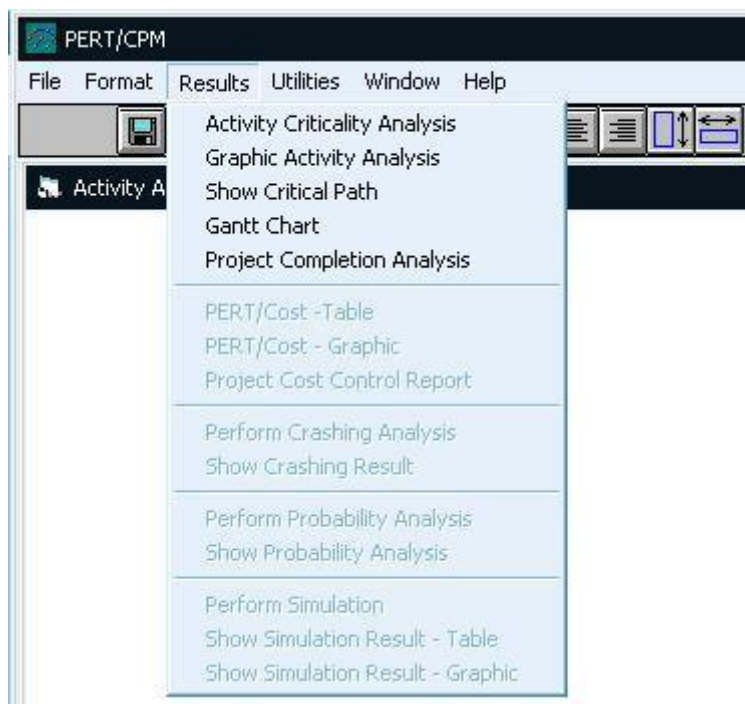 PERT/CPM
File Format Results Utilities Window Help
Activity A
Activity Criticality Analysis
Graphic Activity Analysis
Show Critical Path
Gantt Chart
Project Completion Analysis
PERT/Cost -Table
PERT/Cost - Graphic
Project Cost Control Report
Perform Crashing Analysis
Show Crashing Result
Perform Probability Analysis
Show Probability Analysis
Perform Simulation
Show Simulation Result - Table
Show Simulation Result - Graphic